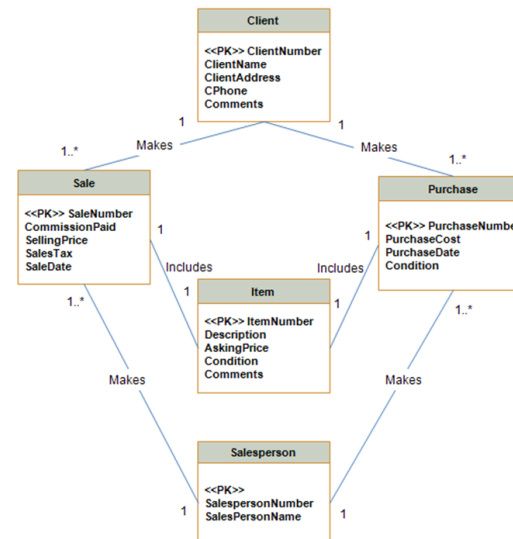 Client
<<PK>> ClientNumber
ClientName
ClientAddress
CPhone
Comments
1
1
Makes
Makes
1..*
1..*
Sale
<<PK>> SaleNumber
CommissionPaid
SellingPrice
SalesTax
SaleDate
Purchase
<<PK>> PurchaseNumbe
PurchaseCost
PurchaseDate
Condition
1
1
Includes
Includes
1
1
Item
<<PK>> ItemNumber
Description
AskingPrice
Condition
Comments
1..*
1..*
Makes
Makes
Salesperson
<<PK>>
SalespersonNumber
SalesPersonName
1
1